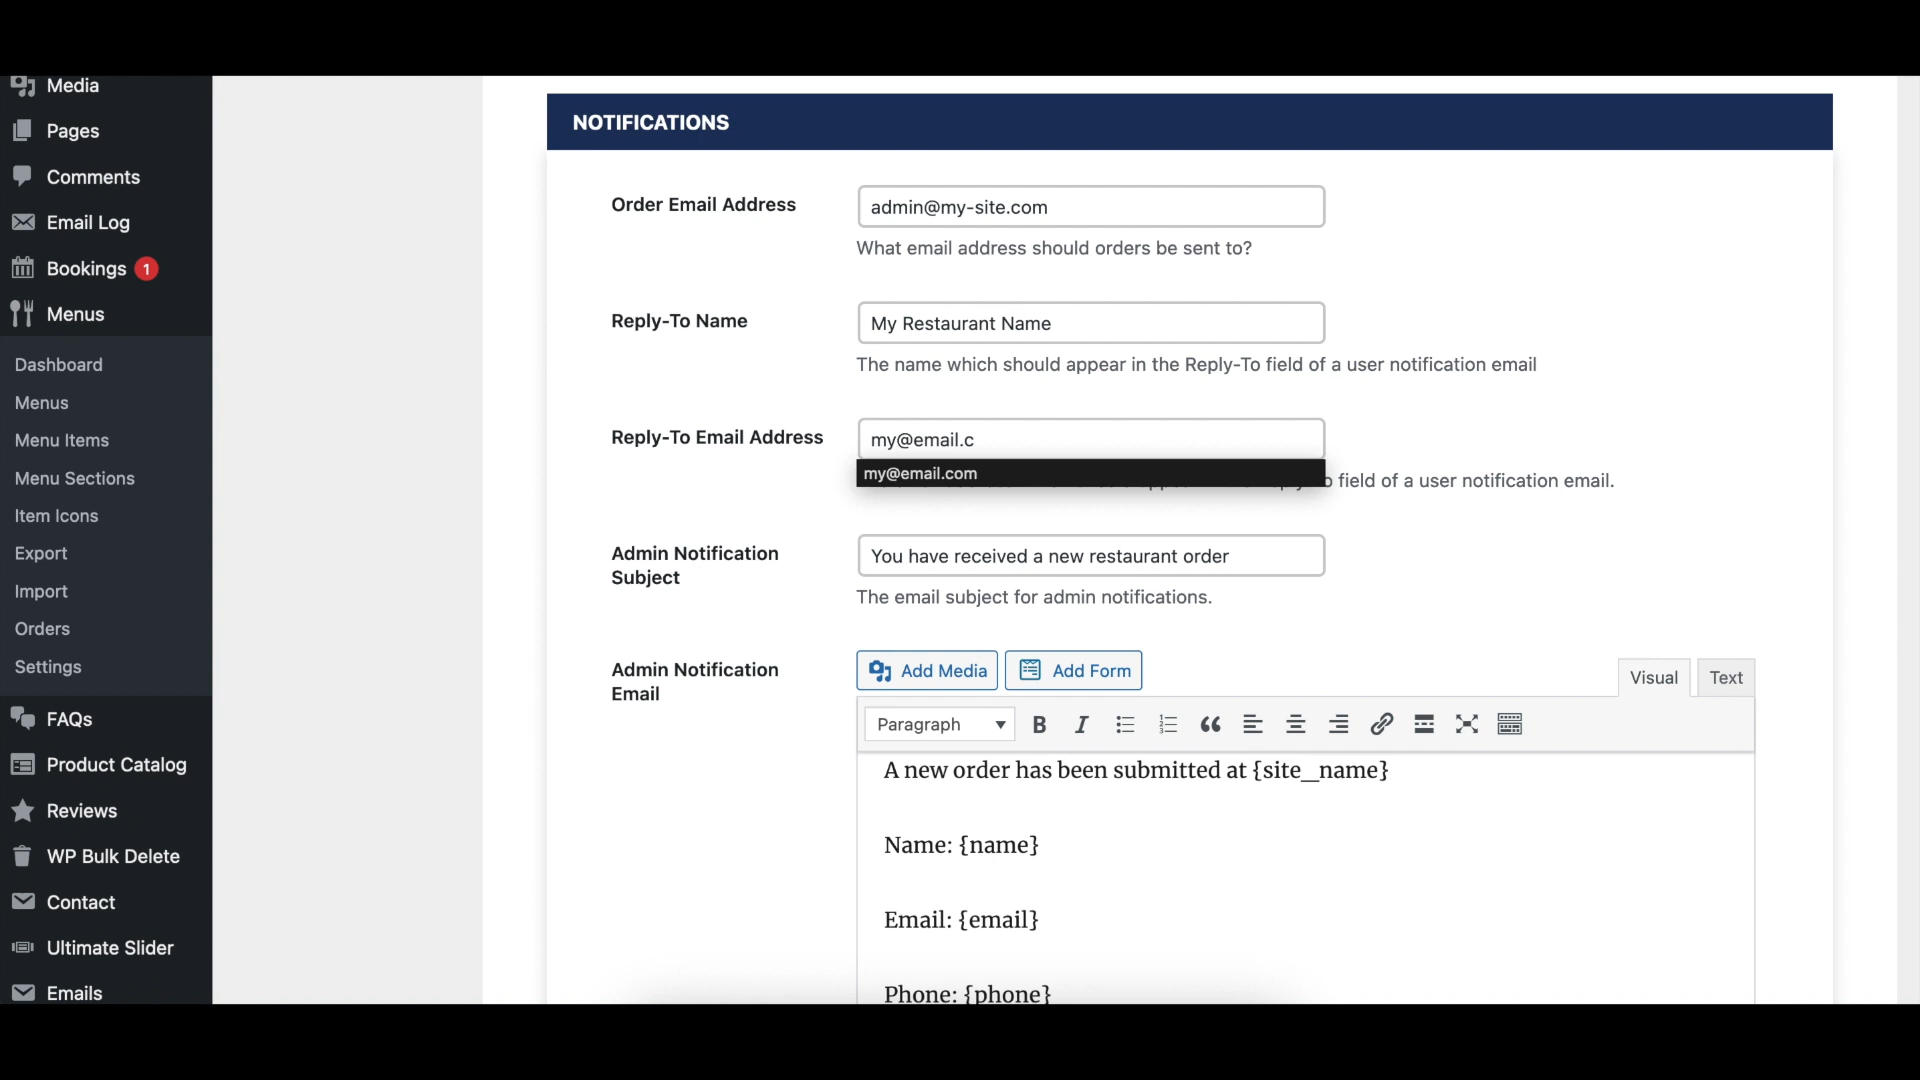 Media
Pages
Comments
Email Log
Bookings 1
Menus
Dashboard
Menus
Menu Items
Menu Sections
Item Icons
Export
Import
Orders
Settings
FAQs
Product Catalog
Reviews
WP Bulk Delete
Contact
Ultimate Slider
Emails
NOTIFICATIONS
Order Email Address
admin@my-site.com
What email address should orders be sent to?
Reply-To Name
My Restaurant Name
The name which should appear in the Reply-To field of a user notification email
Reply-To Email Address
my@email.c
my@email.com
field of a user notification email.
Admin Notification
Subject
You have received a new restaurant order
The email subject for admin notifications.
Admin Notification
Email
Add Media
Add Form
Visual
Text
Paragraph
A new order has been submitted at {site_name}
Name: {name}
Email: {email}
Phone: {phone}